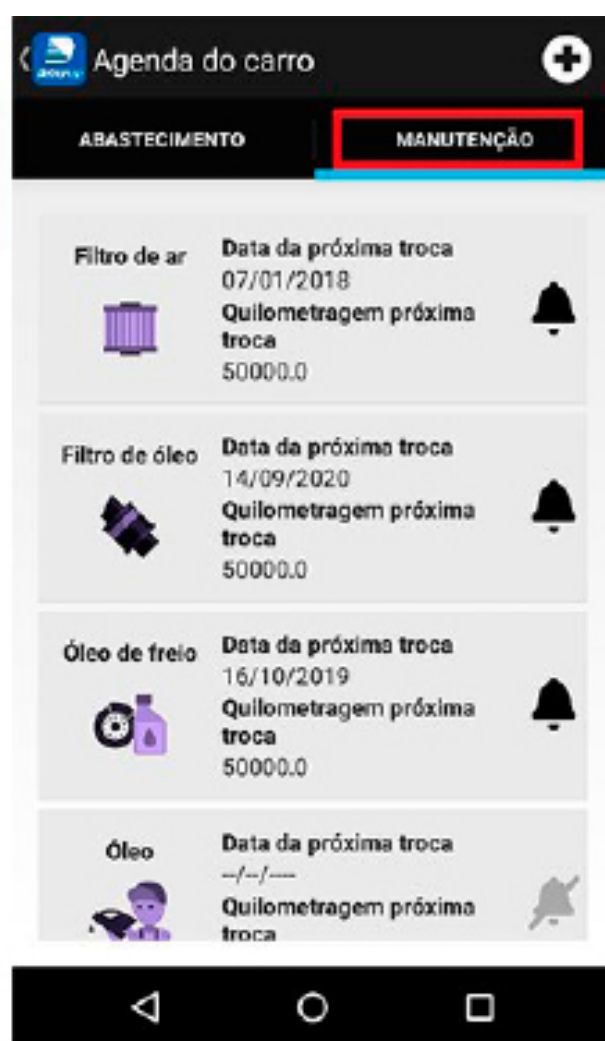 Agenda do carro
ABASTECIMENTO
MANUTENÇÃO
Filtro de ar
Data da próxima troca
07/01/2018
Quilometragem próxima
troca
50000.0
Filtro de óleo
Data da próxima troca
14/09/2020
Quilometragem próxima
troca
50000.0
Óleo de freio
Data da próxima troca
16/10/2019
Quilometragem próxima
troca
50000.0
Óleo
Data da próxima troca
--/--/----
Quilometragem próxima
troca